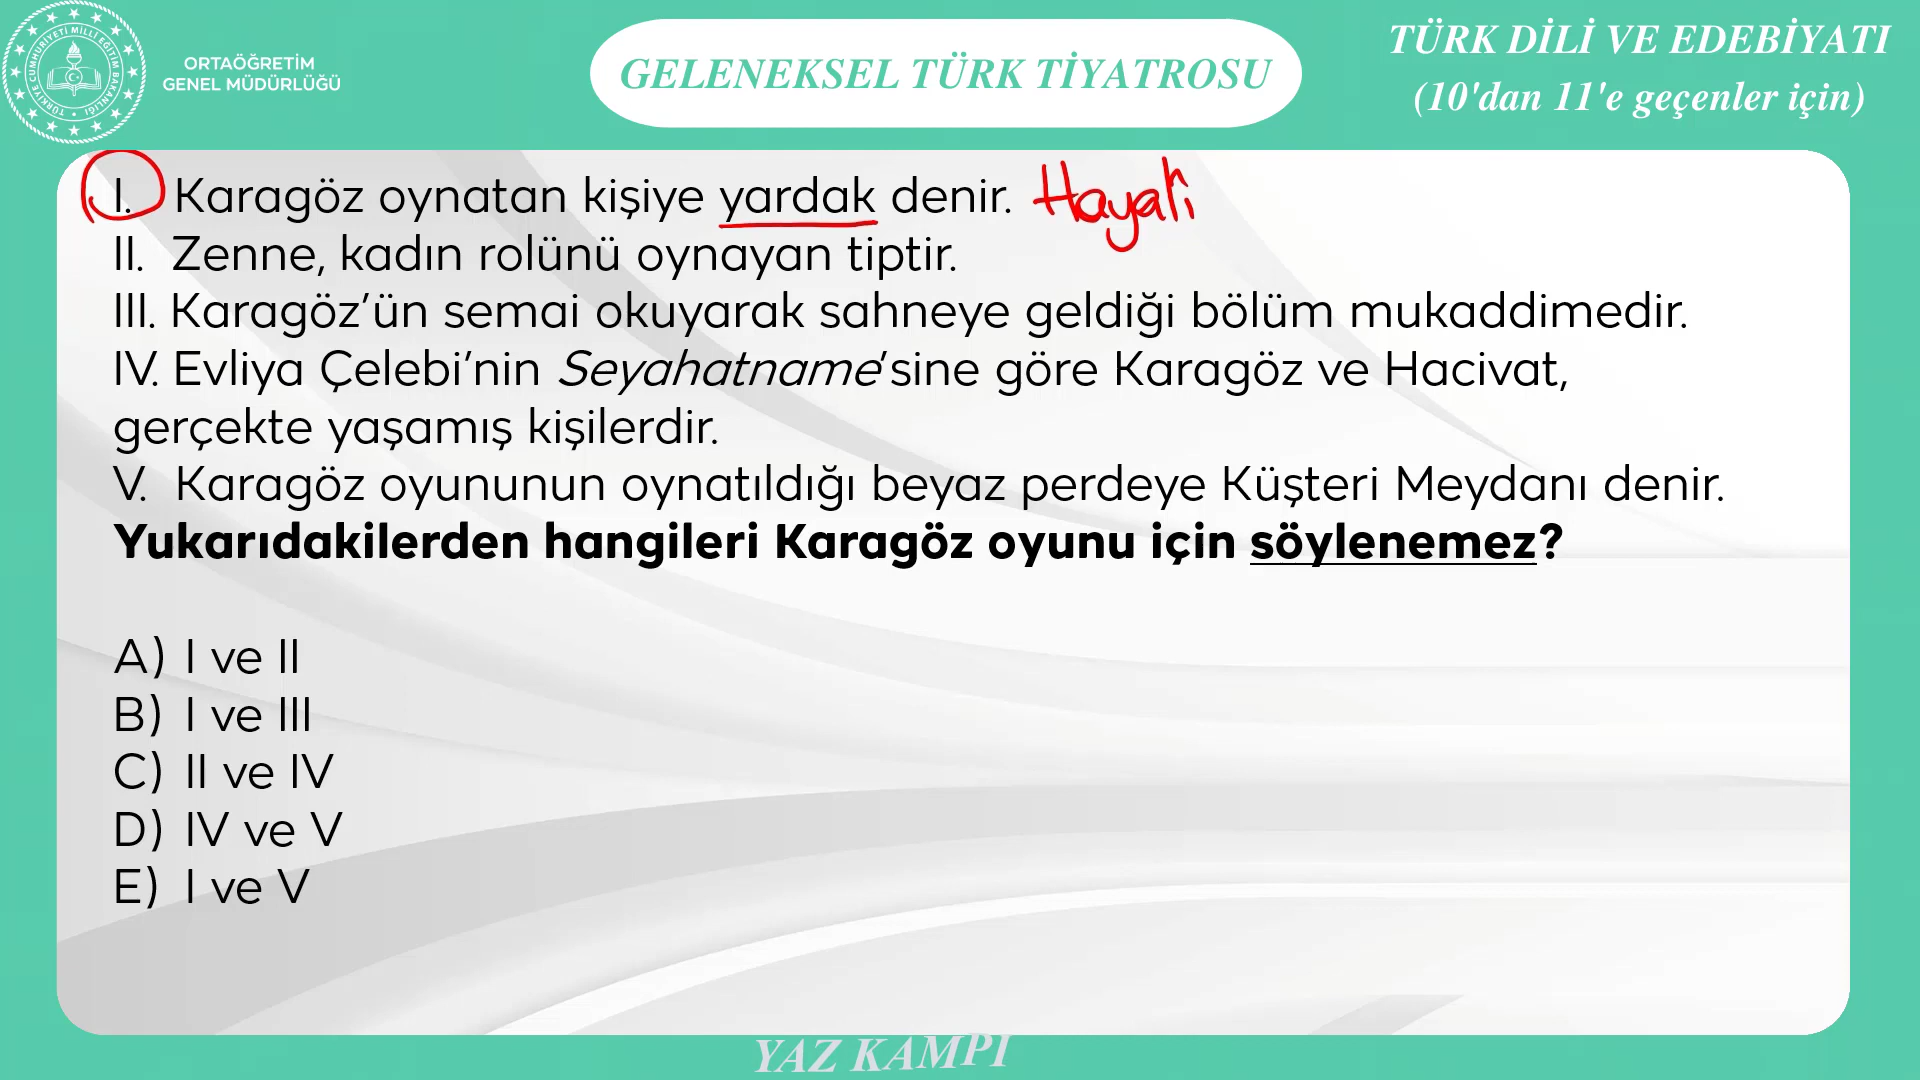 ORTAÖĞRETİM
GENEL MÜDÜRLÜĞÜ
GELENEKSEL TÜRK TİYATROSU
TÜRK DİLİ VE EDEBİYATI
(10'dan 11'e geçenler için)
I. Karagöz oynatan kişiye yardak denir. Hayali
II. Zenne, kadın rolünü oynayan tiptir.
III. Karagöz’ün semai okuyarak sahneye geldiği bölüm mukaddimedir.
IV. Evliya Çelebi’nin Seyahatname’sine göre Karagöz ve Hacivat,
gerçekte yaşamış kişilerdir.
V. Karagöz oyununun oynatıldığı beyaz perdeye Küşteri Meydanı denir.
Yukarıdakilerden hangileri Karagöz oyunu için söylenemez?
A) I ve II
B) I ve III
C) II ve IV
D) IV ve V
E) I ve V
YAZ KAMPI